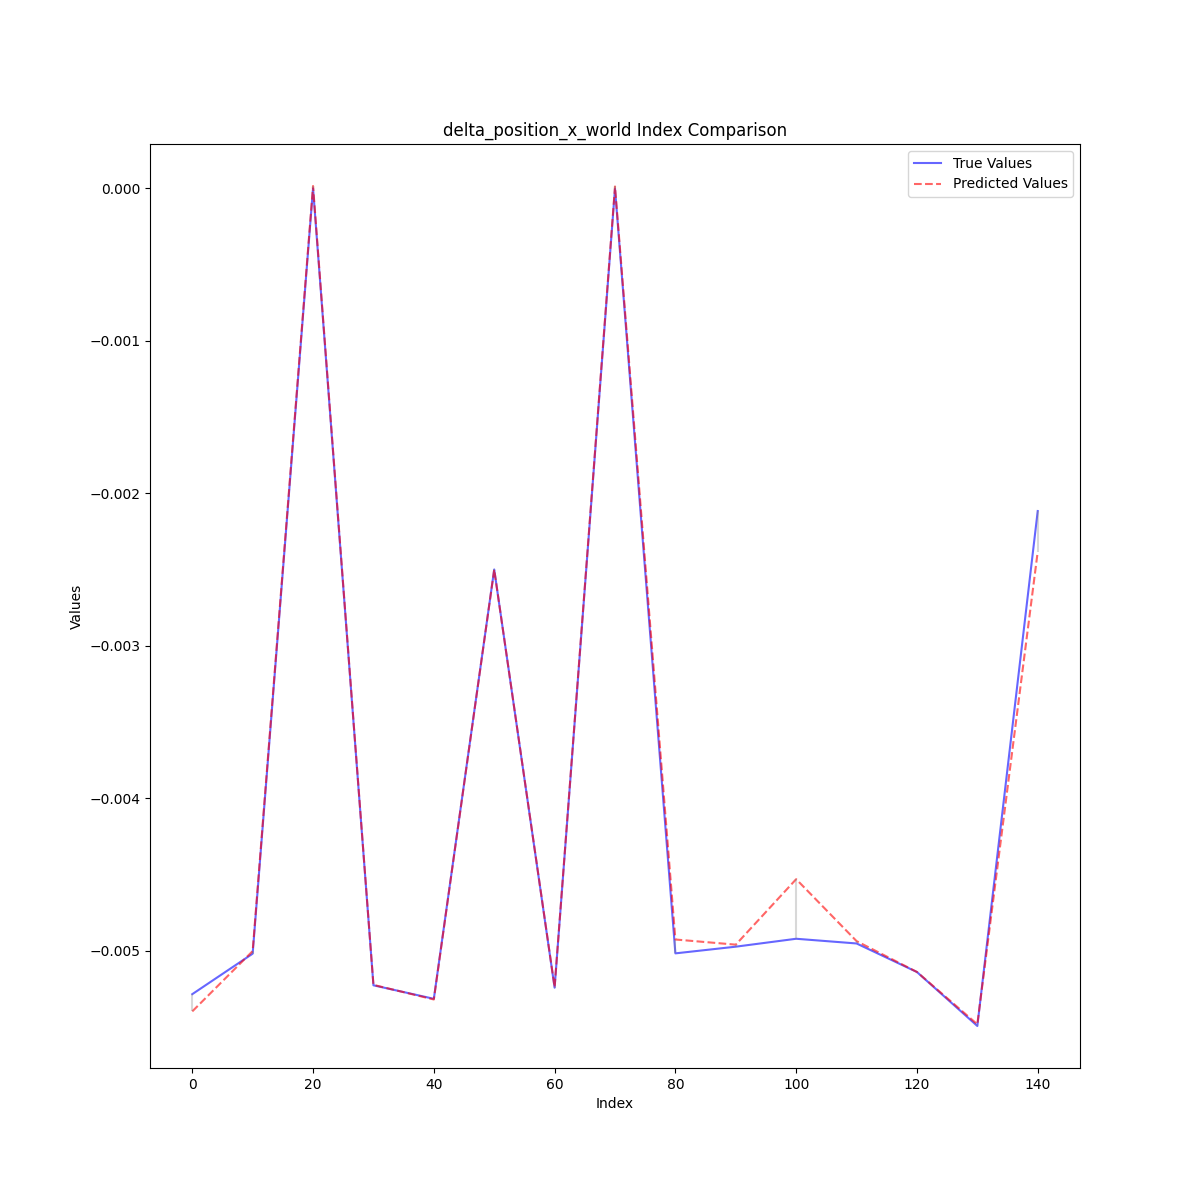 delta_position_x_world Index Comparison
True Values
Predicted Values
0.000
−0.001
−0.002
−0.003
−0.004
−0.005
Values
0 20 40 60 80 100 120 140
Index